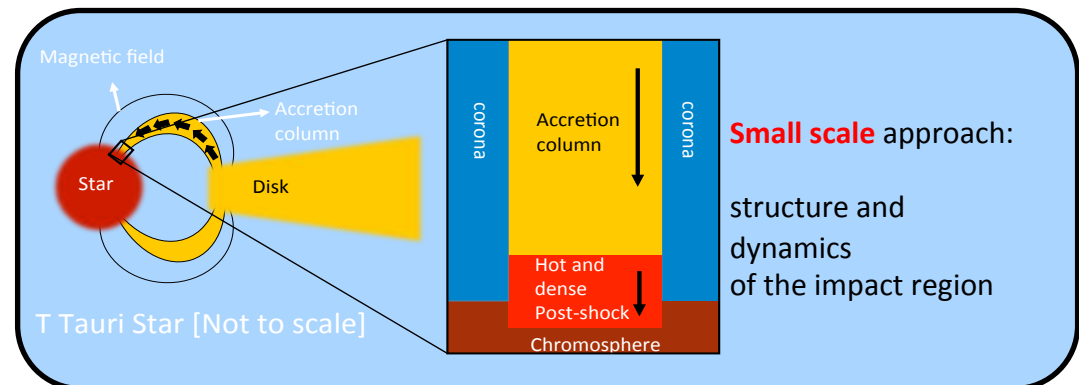 Magnetic field
Accretion
column
Star
Disk
T Tauri Star [Not to scale]
corona
Accretion
column
corona
Hot and
dense
Post-shock
Chromosphere
Small scale approach:
structure and
dynamics
of the impact region